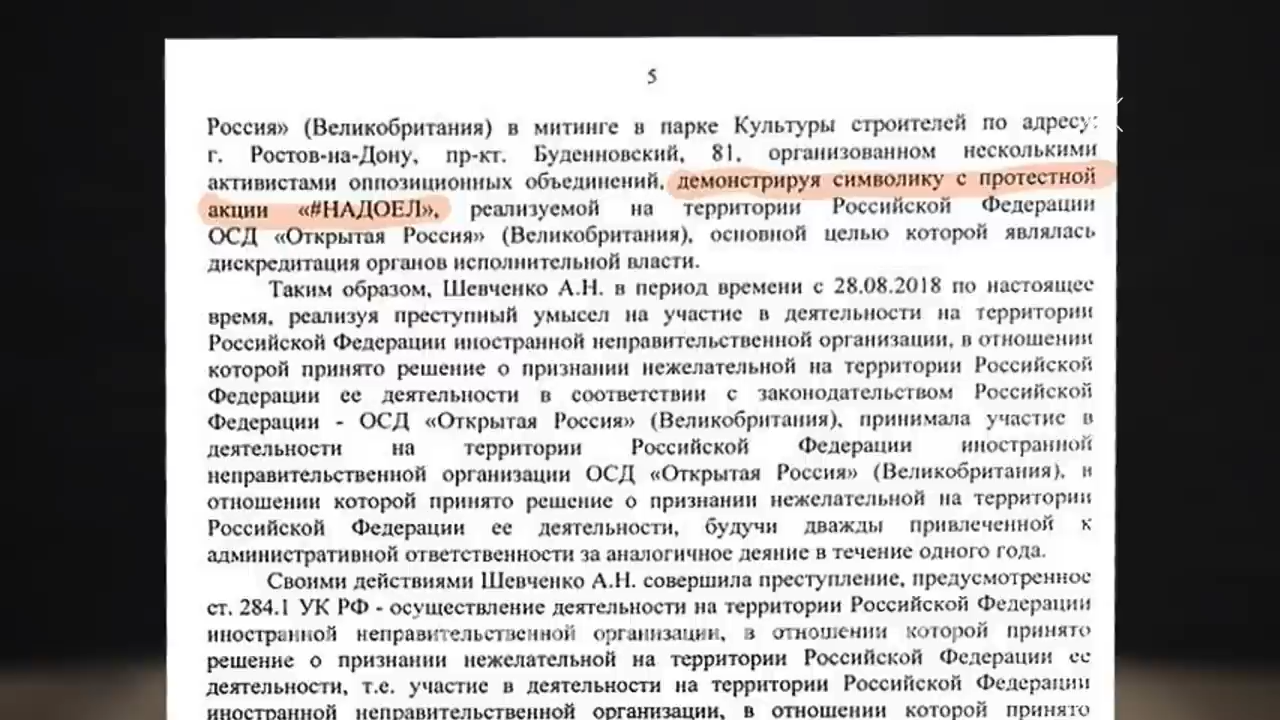 5
Россия» (Великобритания) в митинге в парке Культуры строителей по адресу:
г. Ростов-на-Дону, пр-кт. Буденновский, 81, организованном несколькими
активистами оппозиционных объединений, демонстрируя символику с протестной
акции «#НАДОЕЛ», реализуемой на территории Российской Федерации
ОСД «Открытая Россия» (Великобритания), основной целью которой являлась
дискредитация органов исполнительной власти.
Таким образом, Шевченко А.Н. в период времени с 28.08.2018 по настоящее
время, реализуя преступный умысел на участие в деятельности на территории
Российской Федерации иностранной неправительственной организации, в отношении
которой принято решение о признании нежелательной на территории Российской
Федерации ее деятельности в соответствии с законодательством Российской
Федерации - ОСД «Открытая Россия» (Великобритания), принимала участие в
деятельности на территории Российской Федерации иностранной
неправительственной организации ОСД «Открытая Россия» (Великобритания), в
отношении которой принято решение о признании нежелательной на территории
Российской Федерации ее деятельности, будучи дважды привлеченной к
административной ответственности за аналогичное деяние в течение одного года.
Своими действиями Шевченко А.Н. совершила преступление, предусмотренное
ст. 284.1 УК РФ - осуществление деятельности на территории Российской Федерации
иностранной неправительственной организации, в отношении которой принято
решение о признании нежелательной на территории Российской Федерации ее
деятельности, т.е. участие в деятельности на территории Российской Федерации
иностранной неправительственной организации, в отношении которой принято